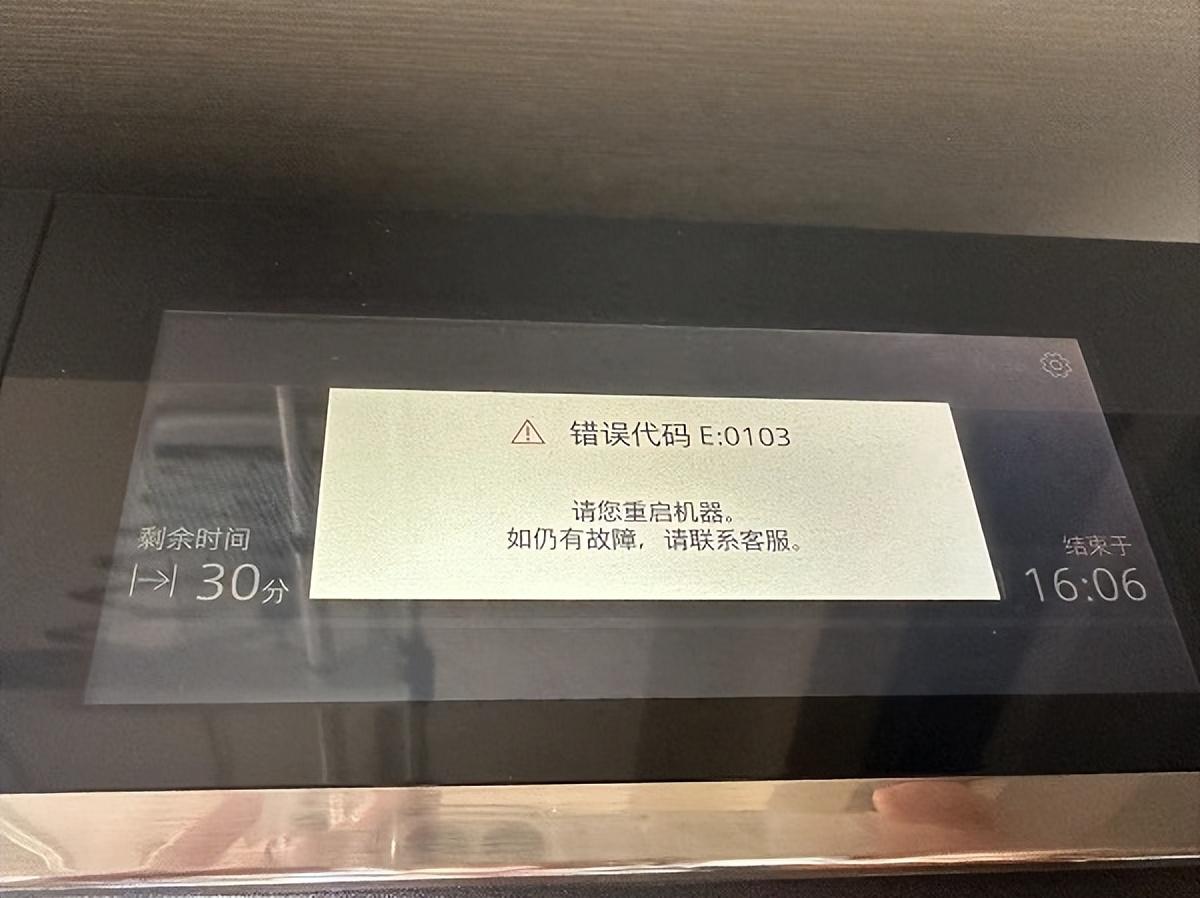 错误代码 E:0103
请您重启机器。
如仍有故障，请联系客服。
剩余时间
30分
结束于
16:06